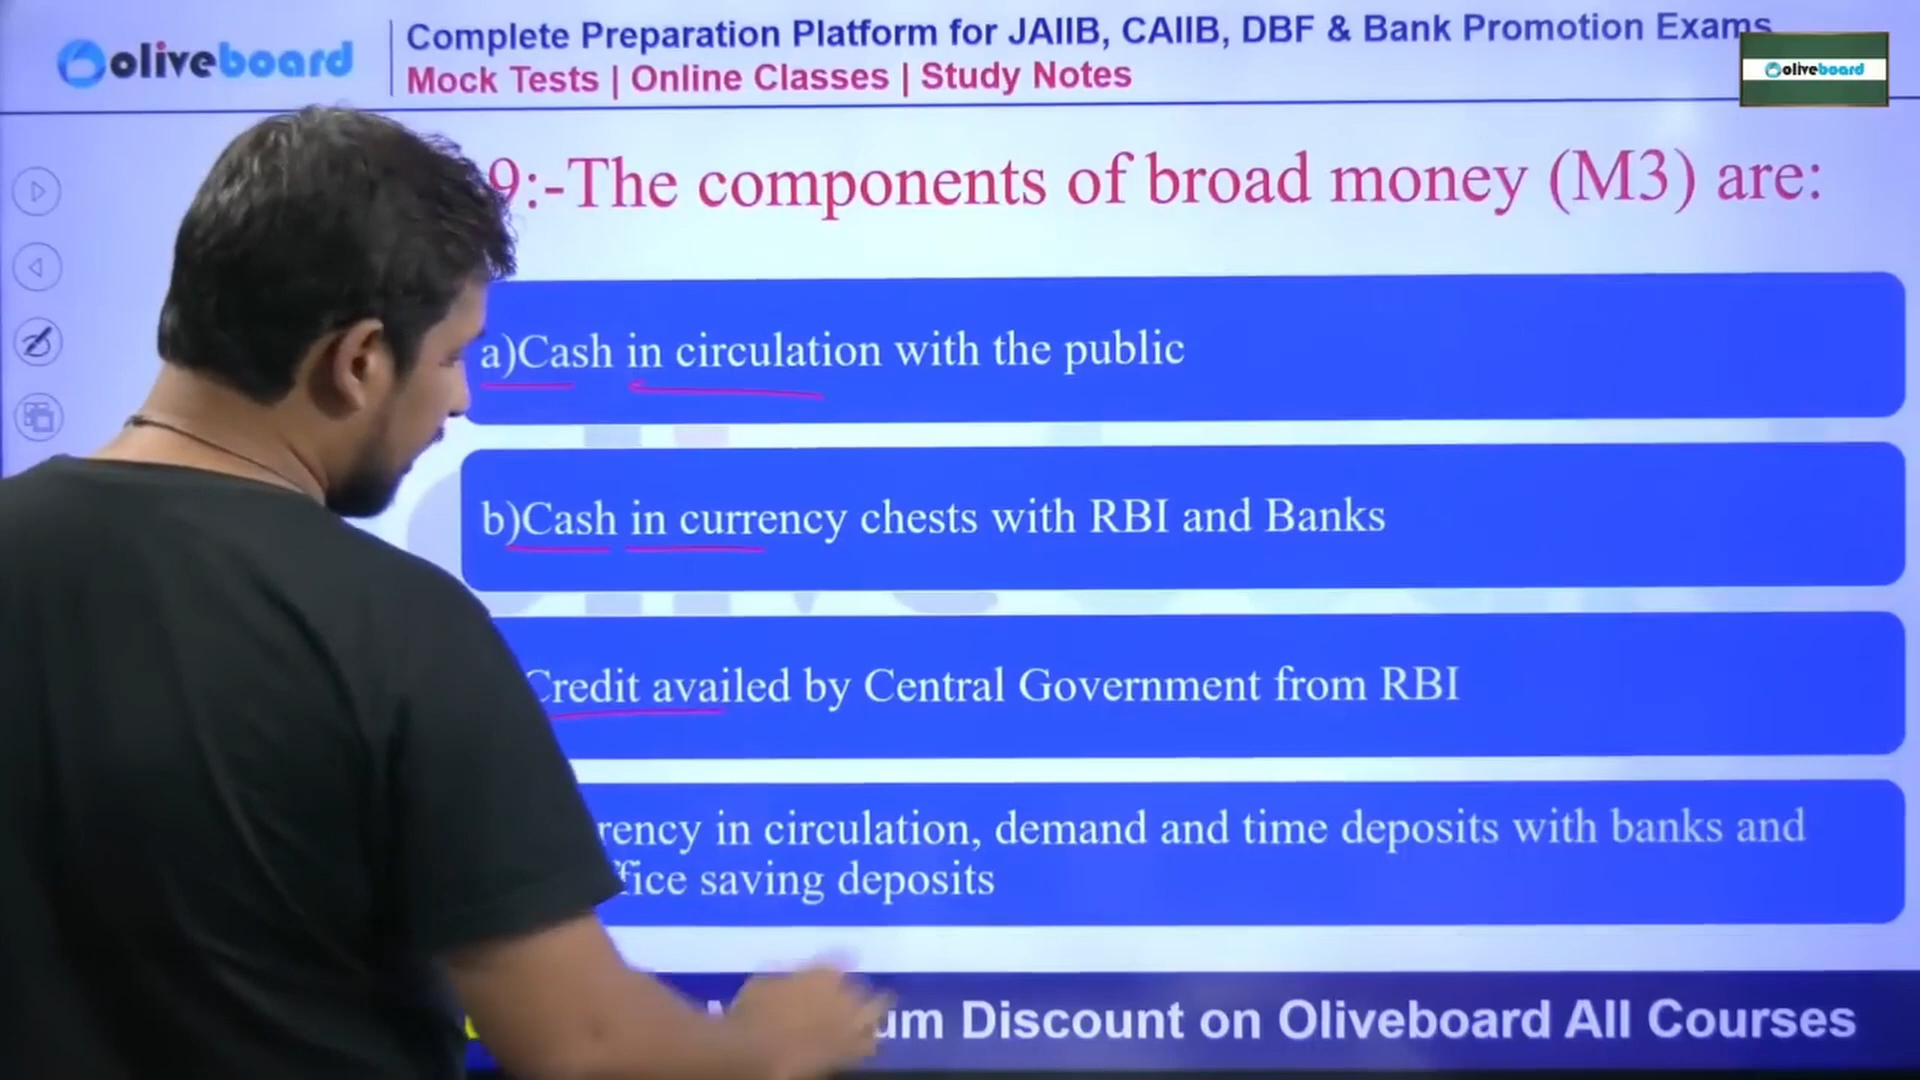 oliveboard
Complete Preparation Platform for JAIIB, CAIIB, DBF & Bank Promotion Exams
Mock Tests | Online Classes | Study Notes
oliveboard
9:-The components of broad money (M3) are:
a)Cash in circulation with the public
b)Cash in currency chests with RBI and Banks
Credit availed by Central Government from RBI
in circulation, demand and time deposits with banks and
saving deposits
Discount on Oliveboard All Courses